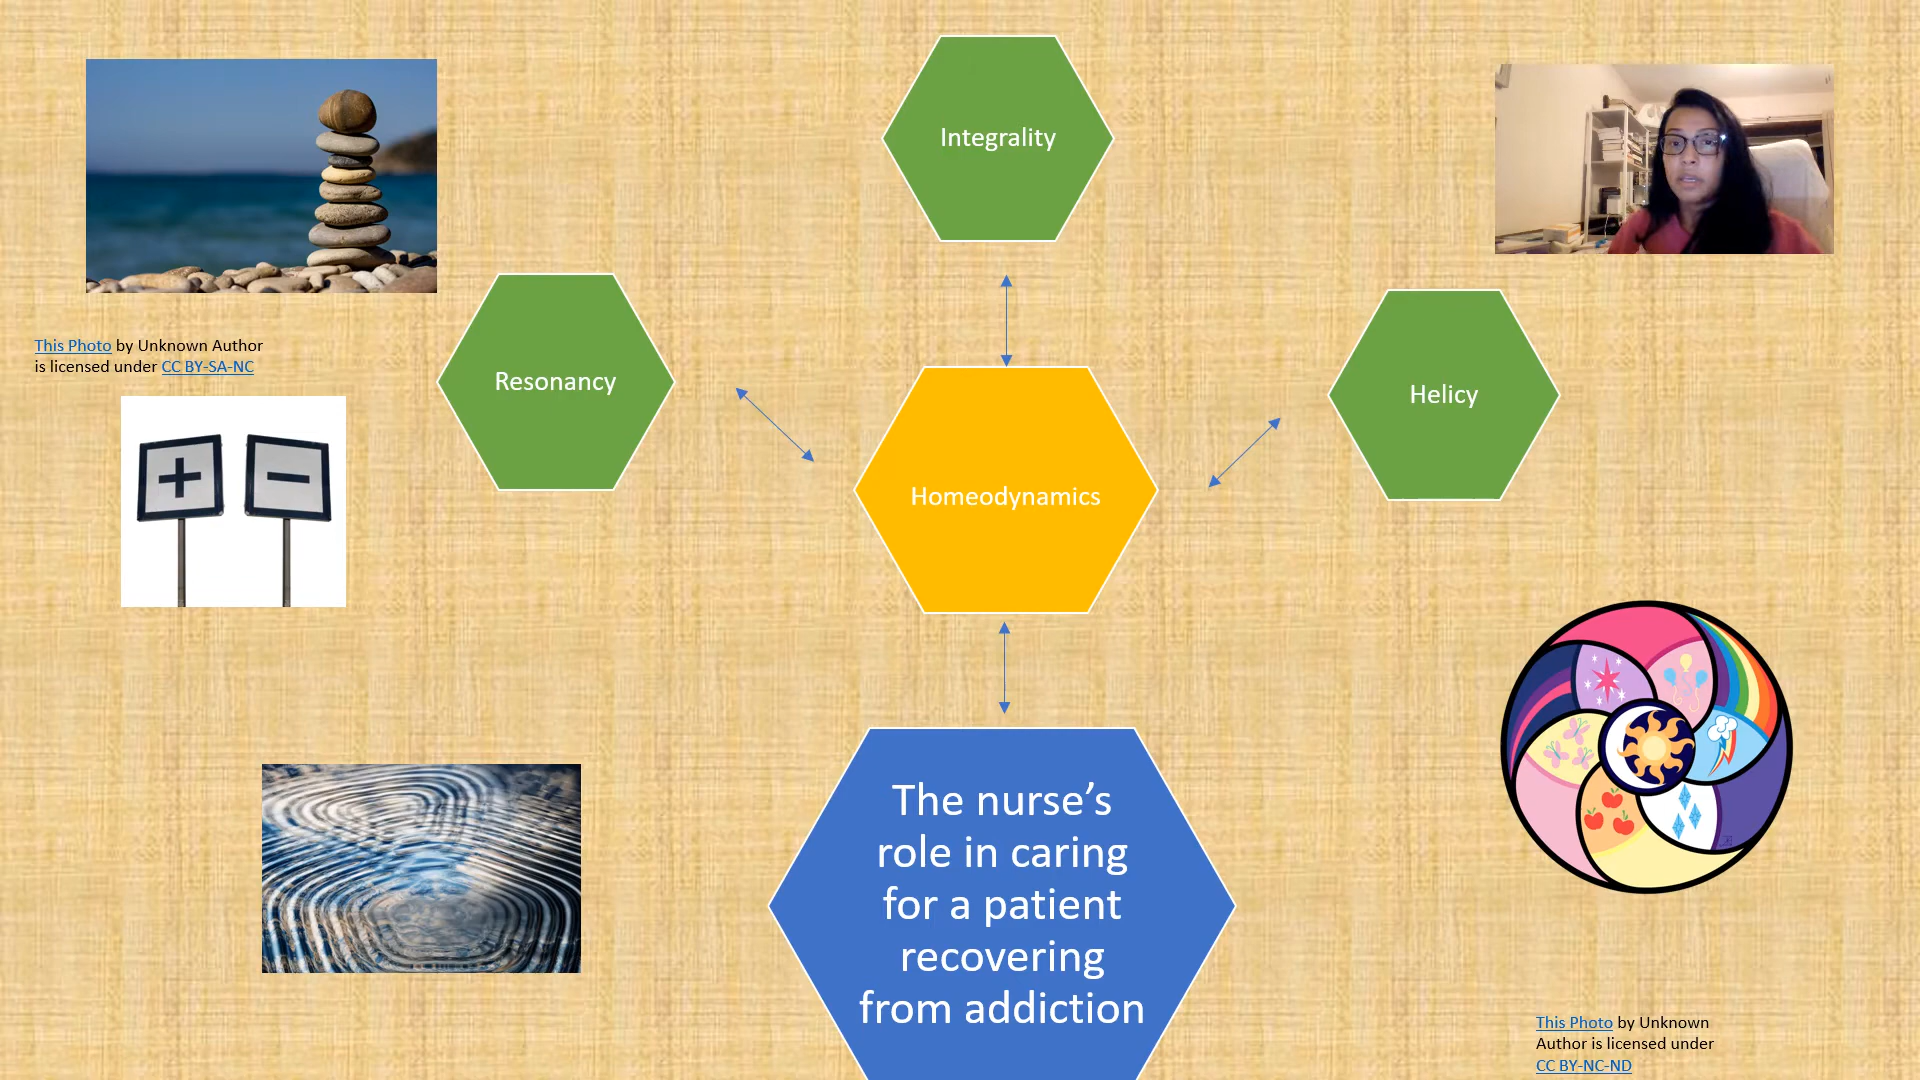 Integrality
This Photo by Unknown Author
is licensed under CC BY-SA-NC
Resonancy
Helicy
+
−
Homeodynamics
The nurse’s
role in caring
for a patient
recovering
from addiction
This Photo by Unknown
Author is licensed under
CC BY-NC-ND